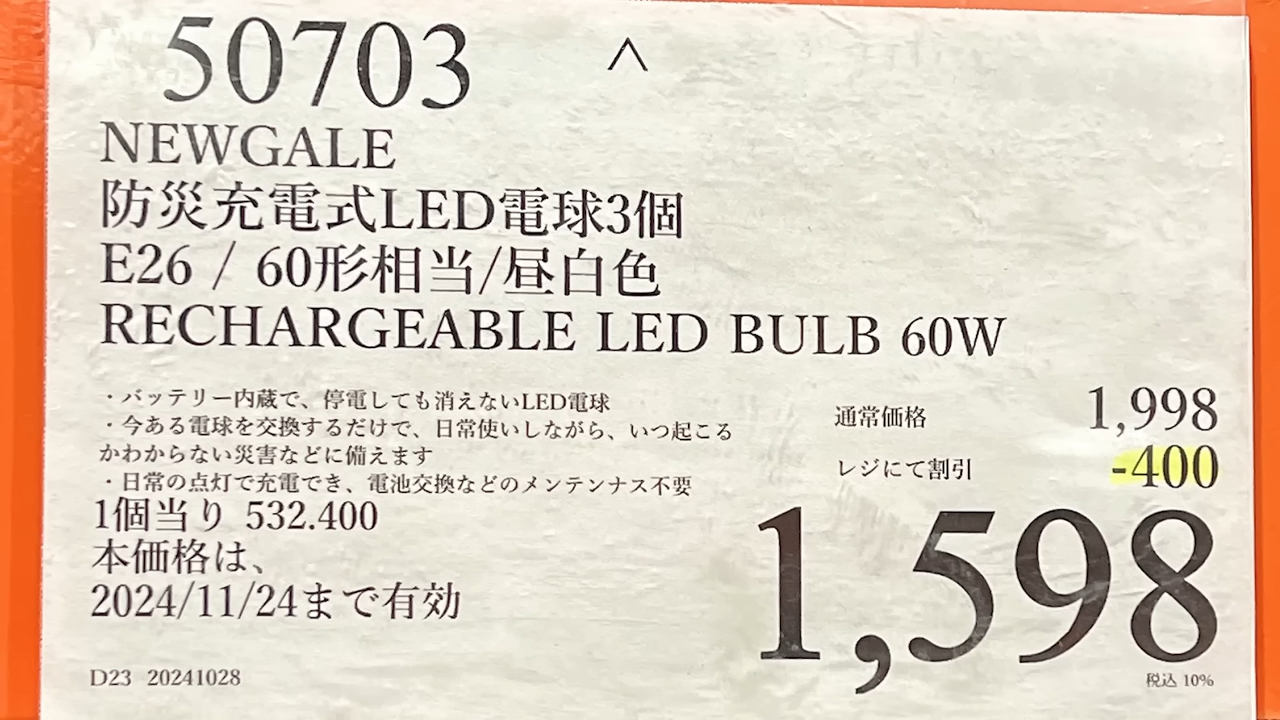 50703
^
NEWGALE
防災充電式LED電球3個
E26 / 60形相当/昼白色
RECHARGEABLE LED BULB 60W
・バッテリー内蔵で、停電しても消えないLED電球
・今ある電球を交換するだけで、日常使いしながら、いつ起こる
かわからない災害などに備えます
・日常の点灯で充電でき、電池交換などのメンテンナス不要
1個当り 532.400
本価格は、
2024/11/24まで有効
通常価格 1,998
レジにて割引 -400
1,598
税込 10%
D23 20241028